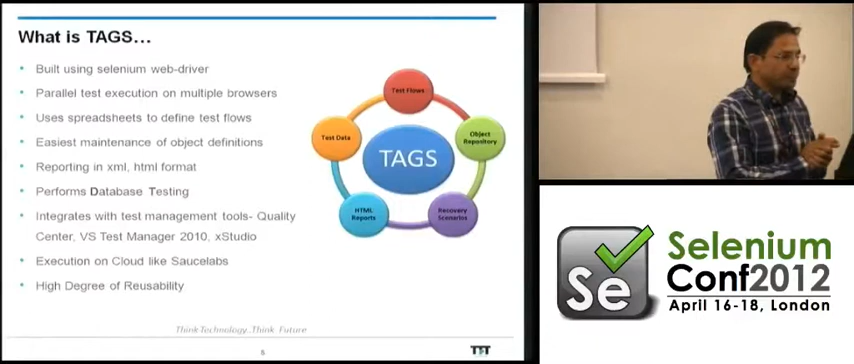 What is TAGS...
Built using selenium web-driver
Parallel test execution on multiple browsers
Uses spreadsheets to define test flows
Easiest maintenance of object definitions
Reporting in xml, html format
Performs Database Testing
Integrates with test management tools- Quality
Center, VS Test Manager 2010, xStudio
Execution on Cloud like Saucelabs
High Degree of Reusability
Test Flows
Object
Repository
Recovery
Scenarios
HTML
Reports
Test Data
TAGS
Think Technology..Think Future
Se
Selenium
Conf2012
April 16-18, London